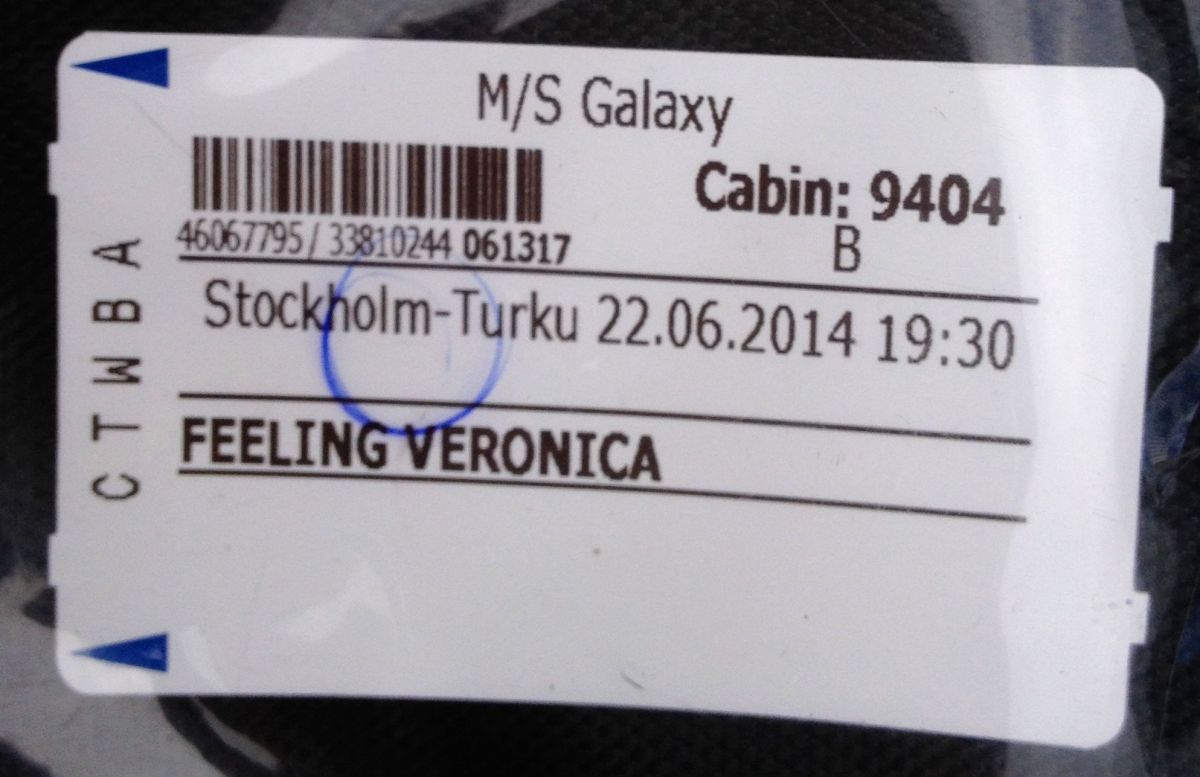 M/S Galaxy
Cabin: 9404
B
46067795 / 33810244 061317
Stockholm-Turku 22.06.2014 19:30
FEELING VERONICA
C T W B A